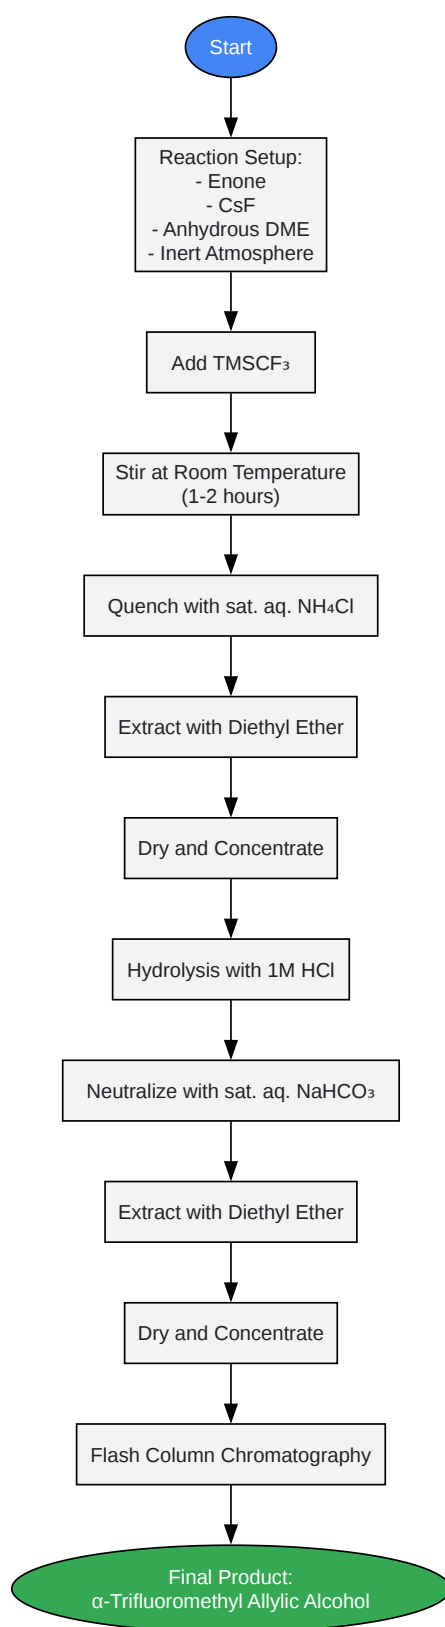 Start
Reaction Setup:
- Enone
- CsF
- Anhydrous DME
- Inert Atmosphere
Add TMSCF₃
Stir at Room Temperature
(1-2 hours)
Quench with sat. aq. NH₄Cl
Extract with Diethyl Ether
Dry and Concentrate
Hydrolysis with 1M HCl
Neutralize with sat. aq. NaHCO₃
Extract with Diethyl Ether
Dry and Concentrate
Flash Column Chromatography
Final Product:
α-Trifluoromethyl Allylic Alcohol